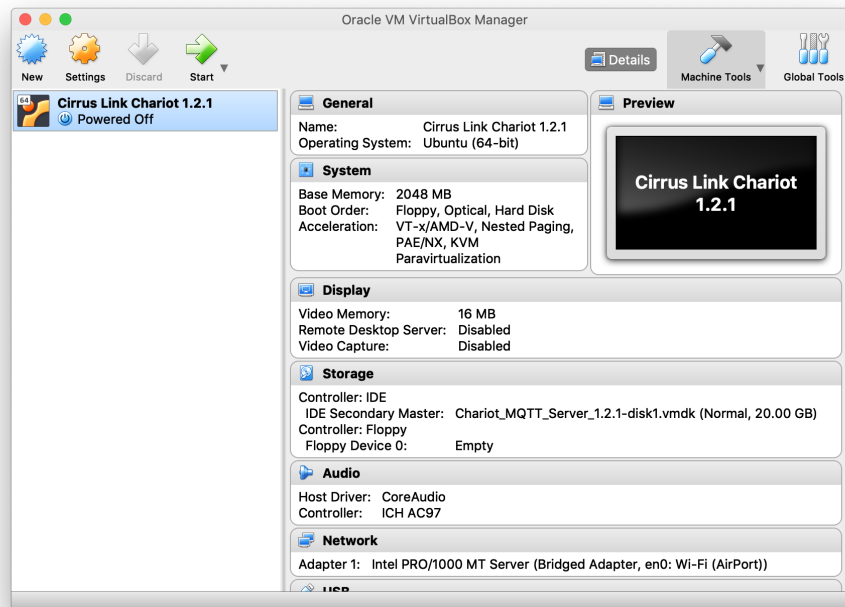 Oracle VM VirtualBox Manager
New
Settings
Discard
Start
Details
Machine Tools
Global Tools
64
Cirrus Link Chariot 1.2.1
Powered Off
General
Name: Cirrus Link Chariot 1.2.1
Operating System: Ubuntu (64-bit)
System
Base Memory: 2048 MB
Boot Order: Floppy, Optical, Hard Disk
Acceleration: VT-x/AMD-V, Nested Paging,
PAE/NX, KVM
Paravirtualization
Preview
Cirrus Link Chariot
1.2.1
Display
Video Memory: 16 MB
Remote Desktop Server: Disabled
Video Capture: Disabled
Storage
Controller: IDE
IDE Secondary Master: Chariot_MQTT_Server_1.2.1-disk1.vmdk (Normal, 20.00 GB)
Controller: Floppy
Floppy Device 0: Empty
Audio
Host Driver: CoreAudio
Controller: ICH AC97
Network
Adapter 1: Intel PRO/1000 MT Server (Bridged Adapter, en0: Wi-Fi (AirPort))
USB